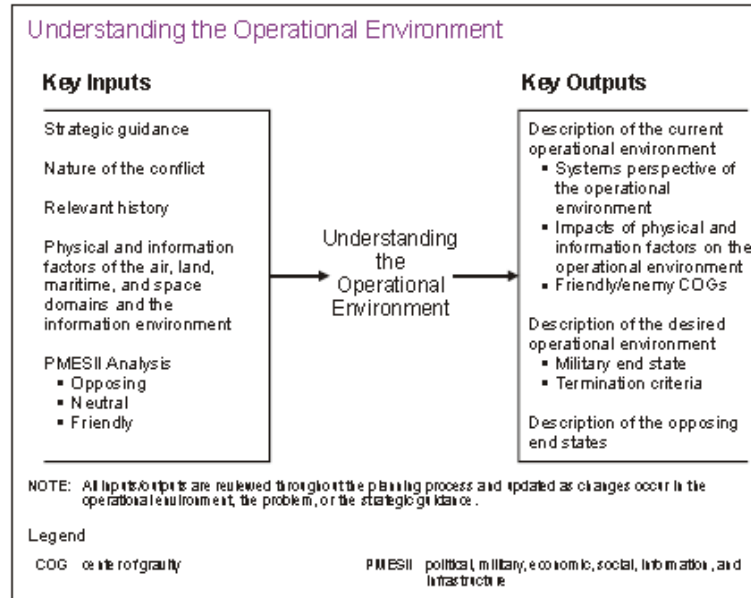 Understanding the Operational Environment
Key Inputs
Strategic guidance
Nature of the conflict
Relevant history
Physical and information
factors of the air, land,
maritime, and space
domains and the
information environment
PMESII Analysis
▪ Opposing
▪ Neutral
▪ Friendly
Understanding
the
Operational
Environment
Key Outputs
Description of the current
operational environment
▪ Systems perspective of
the operational
environment
▪ Impacts of physical and
information factors on the
operational environment
▪ Friendly/enemy COGs
Description of the desired
operational environment
▪ Military end state
▪ Termination criteria
Description of the opposing
end states
NOTE: All inputs/outputs are reviewed throughout the planning process and updated as changes occur in the
operational environment, the problem, or the strategic guidance.
Legend
COG center of gravity
PMESII political, military, economic, social, information, and
infrastructure